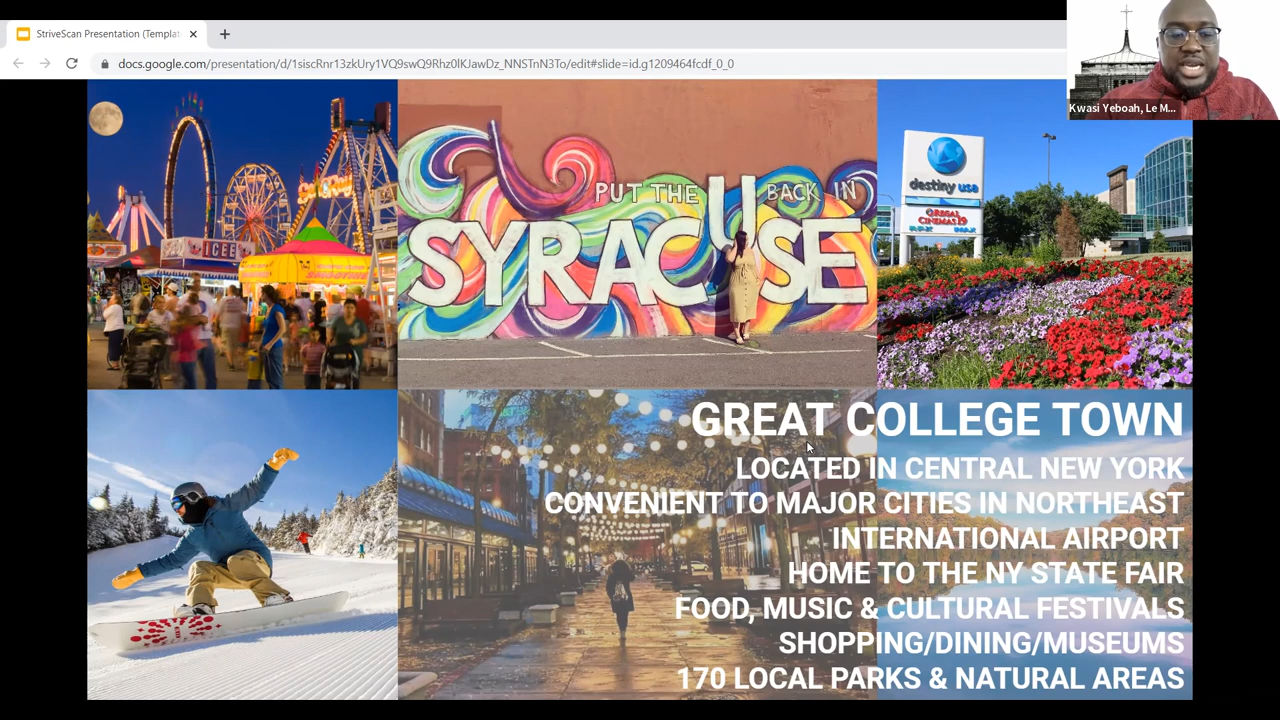 StriveScan Presentation (Templat
docs.google.com/presentation/d/1siscRnr13zkUry1VQ9swQ9Rhz0lKJawDz_NNSTnN3To/edit#slide=id.g1209464fcdf_0_0
Kwasi Yeboah, Le M...
ICEE
PUT THE U BACK IN
SYRACUSE
destiny usa
REGAL
CINEMAS 19
RPX IMAX
GREAT COLLEGE TOWN
LOCATED IN CENTRAL NEW YORK
CONVENIENT TO MAJOR CITIES IN NORTHEAST
INTERNATIONAL AIRPORT
HOME TO THE NY STATE FAIR
FOOD, MUSIC & CULTURAL FESTIVALS
SHOPPING/DINING/MUSEUMS
170 LOCAL PARKS & NATURAL AREAS